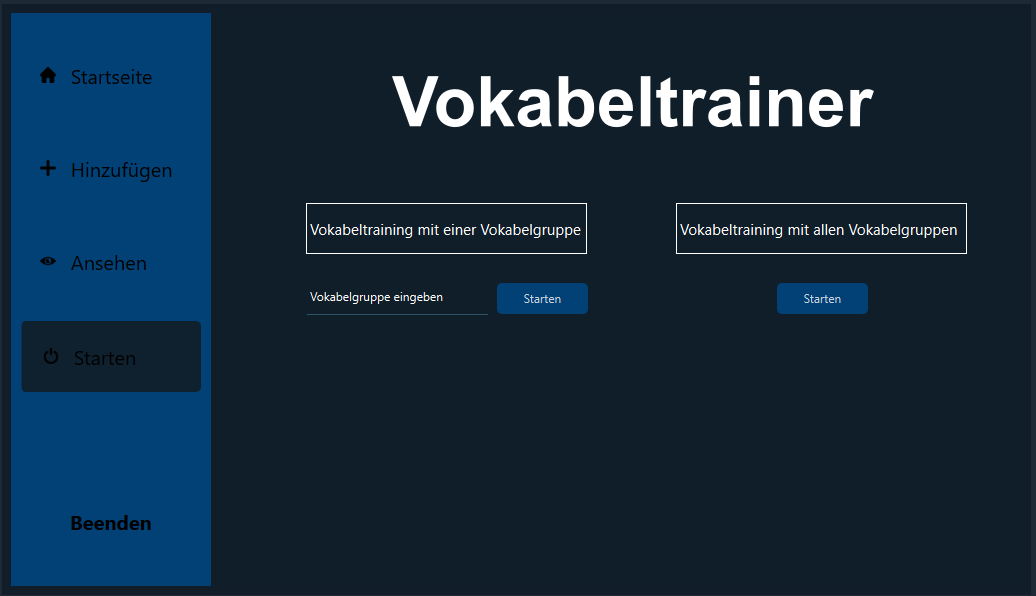 Startseite
Hinzufügen
Ansehen
Starten
Beenden
Vokabeltrainer
Vokabeltraining mit einer Vokabelgruppe
Vokabelgruppe eingeben
Starten
Vokabeltraining mit allen Vokabelgruppen
Starten